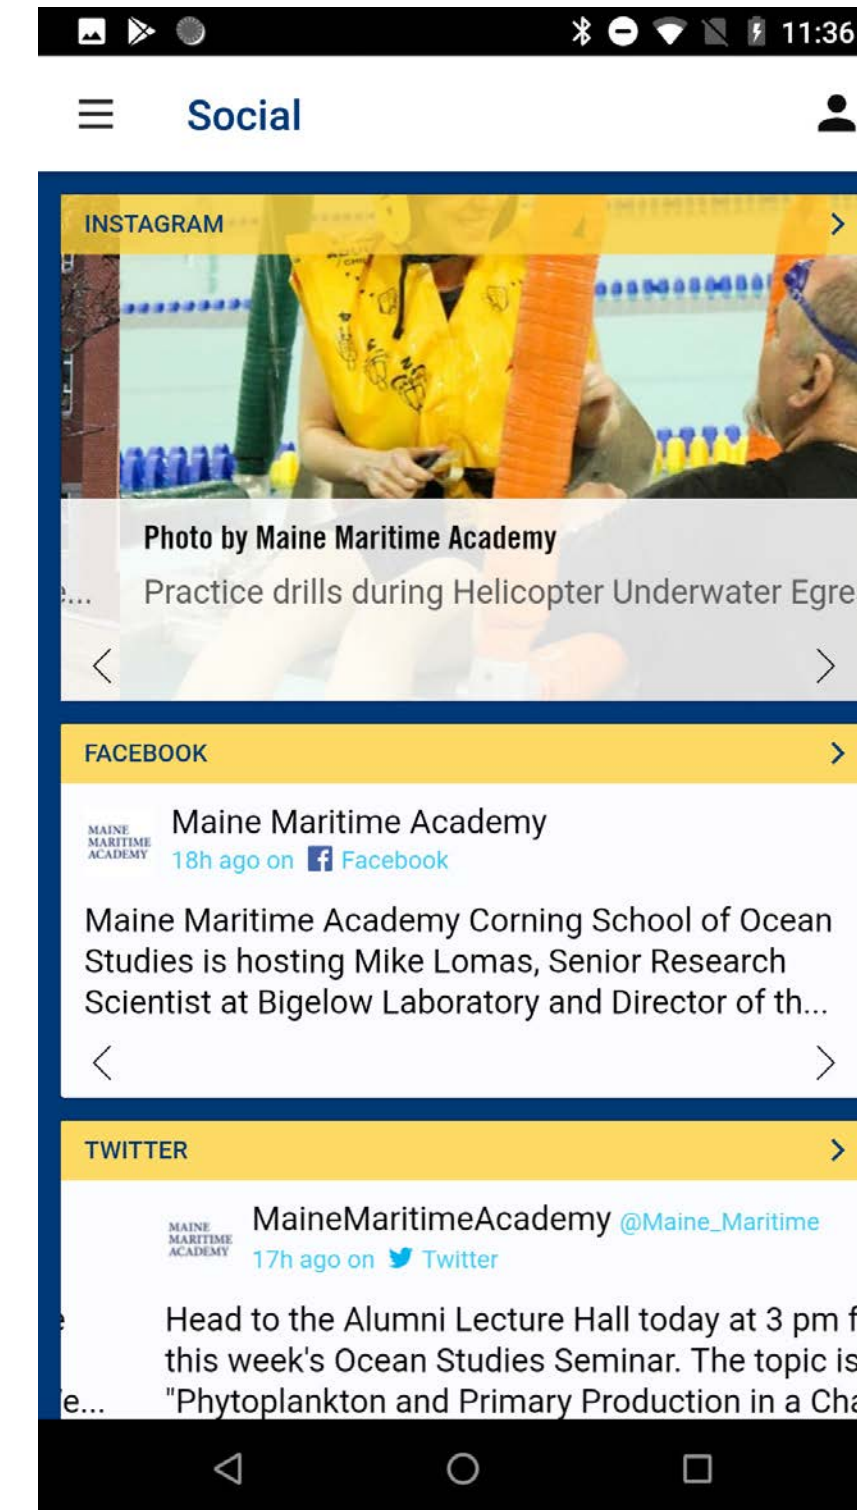 11:36
Social
INSTAGRAM
Photo by Maine Maritime Academy
e... Practice drills during Helicopter Underwater Egre
FACEBOOK
MAINE
MARITIME
ACADEMY
Maine Maritime Academy
18h ago on Facebook
Maine Maritime Academy Corning School of Ocean
Studies is hosting Mike Lomas, Senior Research
Scientist at Bigelow Laboratory and Director of th...
TWITTER
MAINE
MARITIME
ACADEMY
MaineMaritimeAcademy @Maine_Maritime
17h ago on Twitter
Head to the Alumni Lecture Hall today at 3 pm f
this week's Ocean Studies Seminar. The topic is
e... "Phytoplankton and Primary Production in a Cha